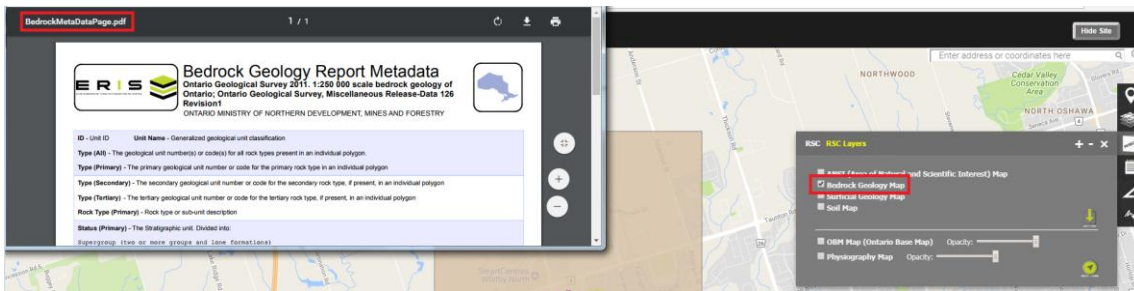 BedrockMetaDataPage.pdf
1 / 1
ERIS
Bedrock Geology Report Metadata
Ontario Geological Survey 2011. 1:250 000 scale bedrock geology of
Ontario; Ontario Geological Survey, Miscellaneous Release-Data 126
Revision1
ONTARIO MINISTRY OF NORTHERN DEVELOPMENT, MINES AND FORESTRY
ID - Unit ID Unit Name - Generalized geological unit classification
Type (All) - The geological unit number(s) or code(s) for all rock types present in an individual polygon.
Type (Primary) - The primary geological unit number or code for the primary rock type in an individual polygon
Type (Secondary) - The secondary geological unit number or code for the secondary rock type, if present, in an individual polygon
Type (Tertiary) - The tertiary geological unit number or code for the tertiary rock type, if present, in an individual polygon
Rock Type (Primary) - Rock type or sub-unit description
Status (Primary) - The Stratigraphic unit. Divided into:
Supergroup (two or more groups and lone formations)
Hide Site
Enter address or coordinates here
NORTHWOOD
Cedar Valley
Conservation
Area
NORTH OSHAWA
Anderson St
Thickson Rd
Taunton Rd
RSC RSC Layers
ANSI (Area of Natural and Scientific Interest) Map
Bedrock Geology Map
Surficial Geology Map
Soil Map
OBM Map (Ontario Base Map) Opacity:
Physiography Map Opacity:
SmartCentres
Whitby North